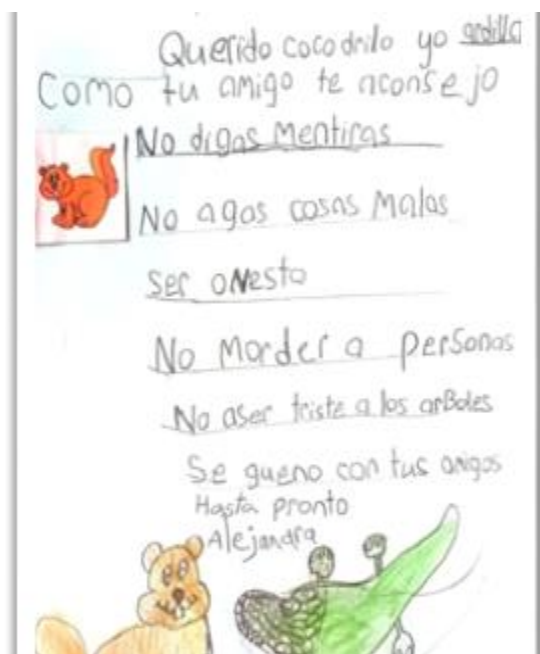 Querido cocodrilo yo ardilla
Como tu amigo te aconsejo
No digas mentiras
No agas cosas malas
ser onesto
No morder a personas
No aser triste a los arBoles
Se gueno con tus amigos
Hasta pronto
Alejandra